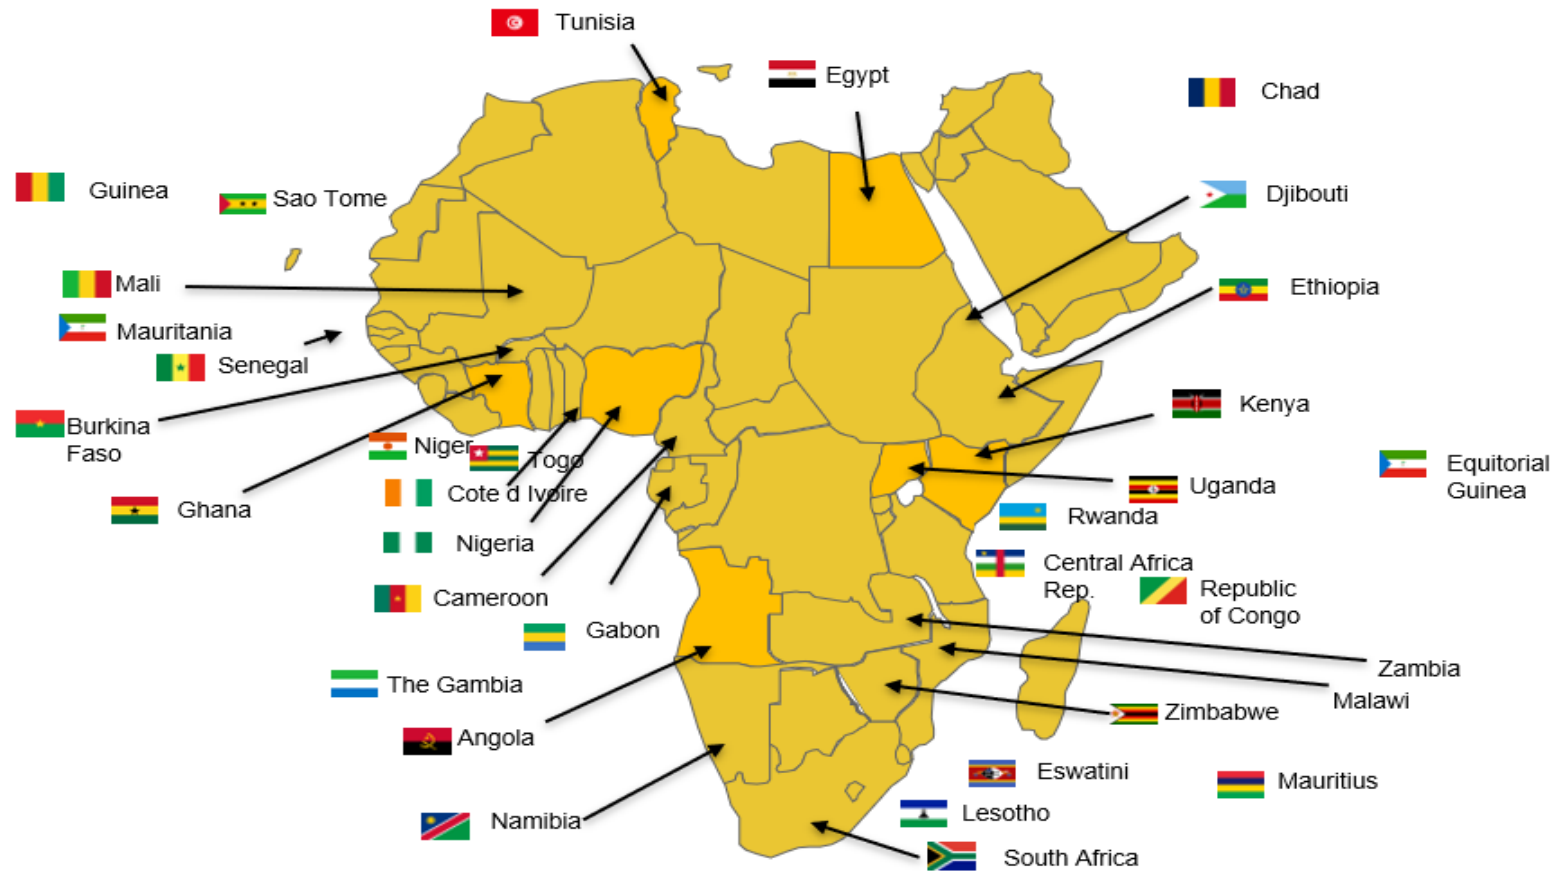 Tunisia
Egypt
Chad
Guinea
Sao Tome
Djibouti
Mali
Ethiopia
Mauritania
Senegal
Kenya
Burkina
Faso
Niger
Togo
Equitorial
Guinea
Cote d Ivoire
Uganda
Ghana
Rwanda
Nigeria
Central Africa
Rep.
Republic
of Congo
Cameroon
Gabon
Zambia
The Gambia
Malawi
Zimbabwe
Angola
Eswatini
Mauritius
Namibia
Lesotho
South Africa